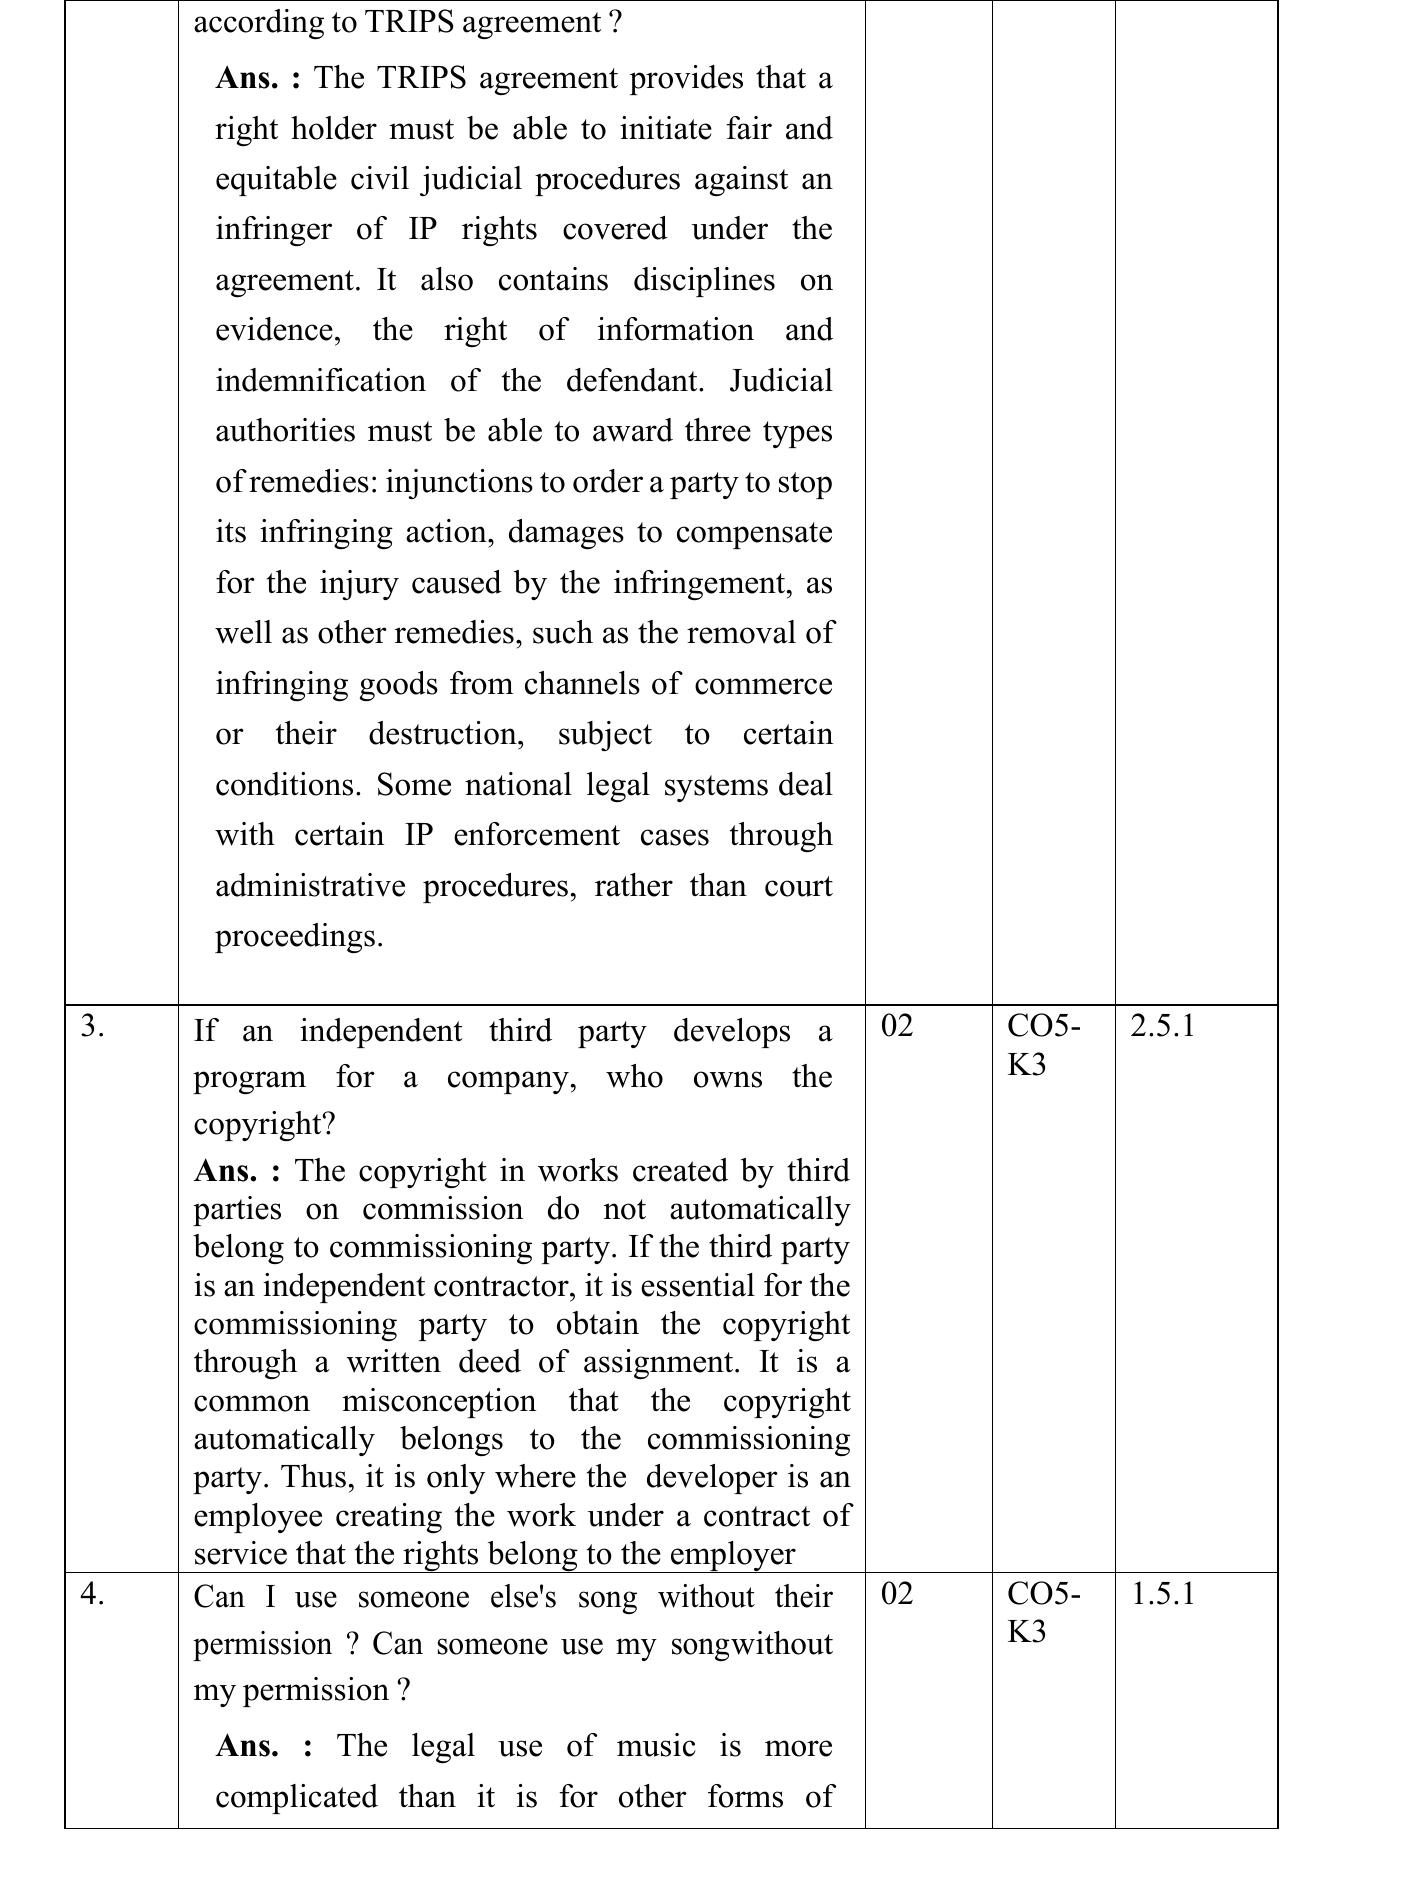 according to TRIPS agreement ?
Ans. : The TRIPS agreement provides that a
right holder must be able to initiate fair and
equitable civil judicial procedures against an
infringer of IP rights covered under the
agreement. It also contains disciplines on
evidence, the right of information and
indemnification of the defendant. Judicial
authorities must be able to award three types
of remedies: injunctions to order a party to stop
its infringing action, damages to compensate
for the injury caused by the infringement, as
well as other remedies, such as the removal of
infringing goods from channels of commerce
or their destruction, subject to certain
conditions. Some national legal systems deal
with certain IP enforcement cases through
administrative procedures, rather than court
proceedings.
3. If an independent third party develops a 02 CO5- 2.5.1
program for a company, who owns the K3
copyright?
Ans. : The copyright in works created by third
parties on commission do not automatically
belong to commissioning party. If the third party
is an independent contractor, it is essential for the
commissioning party to obtain the copyright
through a written deed of assignment. It is a
common misconception that the copyright
automatically belongs to the commissioning
party. Thus, it is only where the developer is an
employee creating the work under a contract of
service that the rights belong to the employer
4. Can I use someone else's song without their 02 CO5- 1.5.1
permission ? Can someone use my songwithout K3
my permission ?
Ans. : The legal use of music is more
complicated than it is for other forms of